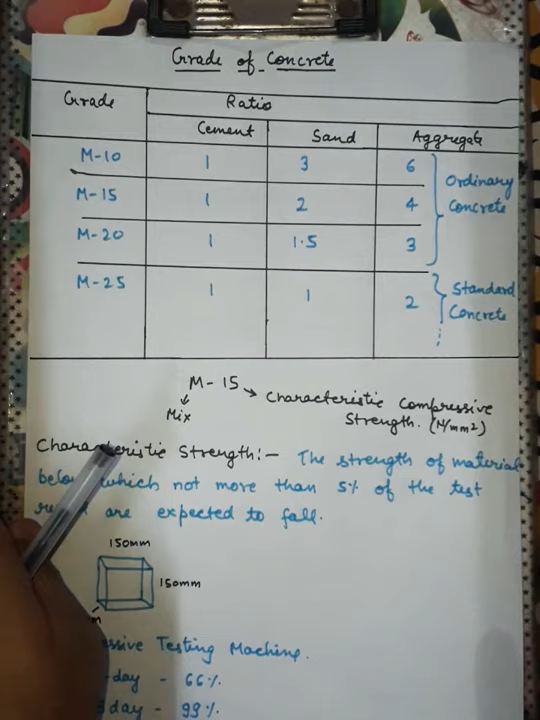 Grade of Concrete
Grade Ratio
Cement Sand Aggregate
M-10 1 3 6
M-15 1 2 4
M-20 1 1.5 3
Ordinary
Concrete
M-25 1 1 2
Standard
Concrete
M-15
Mix
Characteristic Compressive
Strength. (N/mm2)
Characteristic Strength:- The strength of material
below which not more than 5% of the test
are expected to fall.
150mm
150mm
Testing Machine.
day - 66%
day - 99%